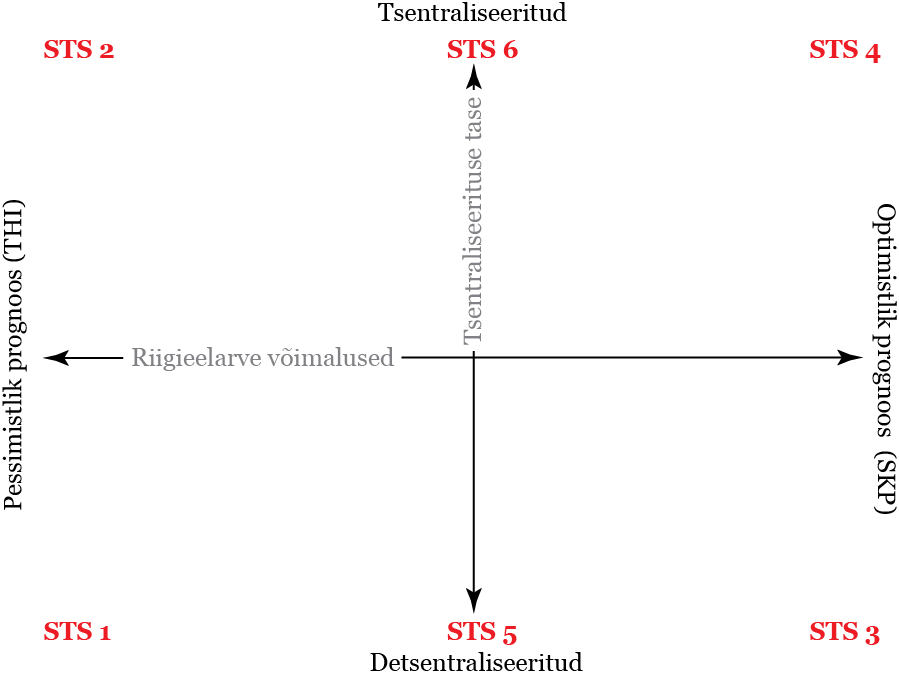 Tsentraliseeritud
STS 2
STS 6
STS 4
Tsentraliseerituse tase
Pessimistlik prognoos (THI)
Riigieelarve võimalused
Optimistlik prognoos (SKP)
STS 1
STS 5
STS 3
Detsentraliseeritud